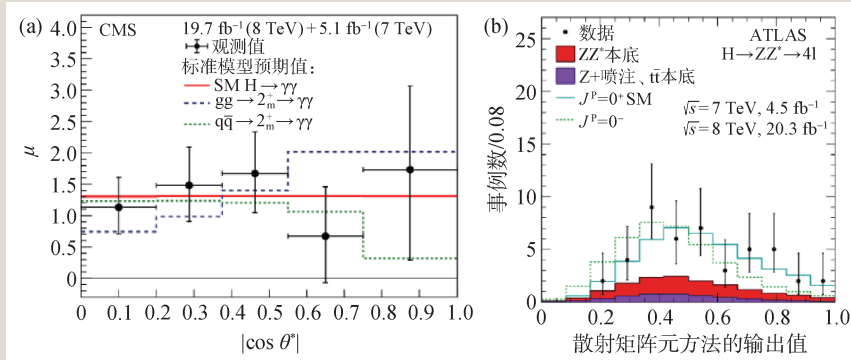 (a)
CMS
19.7 fb⁻¹ (8 TeV) + 5.1 fb⁻¹ (7 TeV)
观测值
标准模型预期值：
SM H → γγ
gg → 2⁺ₘ → γγ
qq̄ → 2⁺ₘ → γγ
μ
4.0
3.5
3.0
2.5
2.0
1.5
1.0
0.5
0
0 0.1 0.2 0.3 0.4 0.5 0.6 0.7 0.8 0.9 1.0
|cos θ*|
(b)
数据
ATLAS
ZZ*本底
H→ZZ*→4l
Z+喷注、tt̄本底
Jᴾ=0⁺ SM
√s = 7 TeV, 4.5 fb⁻¹
Jᴾ=0⁻
√s = 8 TeV, 20.3 fb⁻¹
事例数/0.08
25
20
15
10
5
0
0 0.2 0.4 0.6 0.8 1.0
散射矩阵元方法的输出值